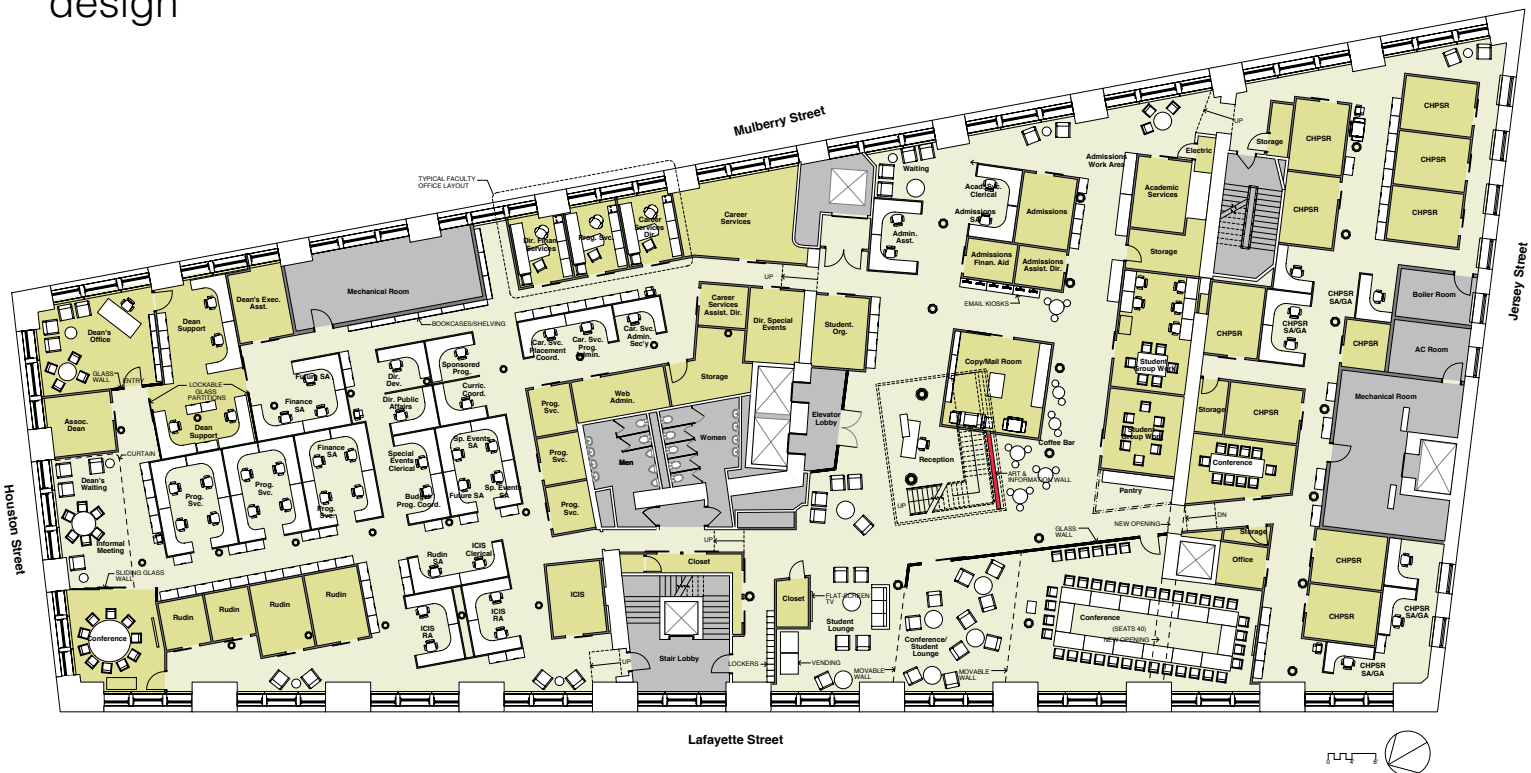 design
Mulberry Street
Jersey Street
Houston Street
Lafayette Street
TYPICAL FACULTY
OFFICE LAYOUT
Dir. Finan.
Services
Prog. Svc.
Career
Services
Dir.
Career
Services
Waiting
Acad. Svc.
Clerical
Admissions
SA
Admissions
Admissions
Work Area
Electric
UP
Storage
CHPSR
CHPSR
CHPSR
CHPSR
CHPSR
Academic
Services
Admin.
Asst.
Admissions
Finan. Aid
Admissions
Assist. Dir.
Storage
EMAIL KIOSKS
Mechanical Room
BOOKCASES/SHELVING
Dean's
Office
Dean
Support
Dean's Exec.
Asst.
UP
Career
Services
Assist. Dir.
Dir. Special
Events
Student.
Org.
Car. Svc.
Placement
Coord.
Car. Svc.
Prog.
Admin.
Car. Svc.
Admin.
Sec'y
CHPSR
CHPSR
SA/GA
CHPSR
SA/GA
Boiler Room
AC Room
CHPSR
GLASS
WALL
ENTRY
LOCKABLE
GLASS
PARTITIONS
Dean
Support
Assoc.
Dean
Future SA
Finance
SA
Dir.
Dev.
Sponsored
Prog.
Dir. Public
Affairs
Curric.
Coord.
Storage
Web
Admin.
Prog.
Svc.
Prog.
Svc.
Prog.
Svc.
Men
Women
Elevator
Lobby
Copy/Mail Room
Student
Group Work
Student
Group Work
Storage
CHPSR
Mechanical Room
Conference
Coffee Bar
Reception
ART &
INFORMATION WALL
UP
Pantry
CURTAIN
Dean's
Waiting
Prog.
Svc.
Prog.
Svc.
Finance
SA
Prog.
Svc.
Special
Events
Clerical
Sp. Events
SA
Budget
Prog. Coord.
Future SA
Sp. Events
SA
Informal
Meeting
SLIDING GLASS
WALL
Conference
Rudin
Rudin
Rudin
Rudin
Rudin
SA
ICIS
Clerical
ICIS
RA
ICIS
RA
ICIS
UP
Closet
Stair Lobby
UP
LOCKERS
Closet
FLAT-SCREEN
TV
Student
Lounge
VENDING
MOVABLE
WALL
Conference/
Student
Lounge
MOVABLE
WALL
GLASS
WALL
NEW OPENING
DN
Storage
Office
Conference
(SEATS 40)
NEW OPENING
CHPSR
CHPSR
CHPSR
SA/GA
CHPSR
SA/GA
0 4' 8'